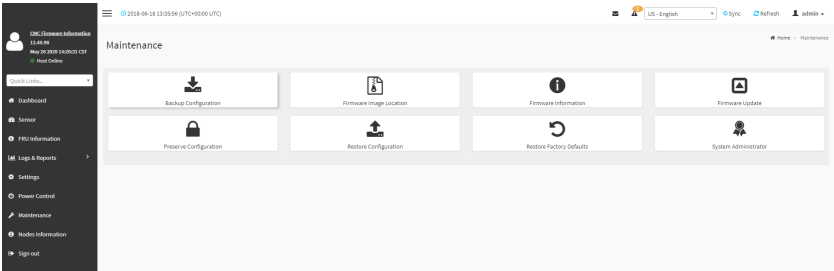 CMC Firmware Information
12.40.98
May 26 2020 14:20:31 CST
Host Online
Quick Links..
Dashboard
Sensor
FRU Information
Logs & Reports
Settings
Power Control
Maintenance
Nodes Information
Sign out
2018-06-18 13:35:56 (UTC+00:00 UTC)
US - English
Sync
Refresh
admin
Maintenance
Home
Maintenance
Backup Configuration
Firmware Image Location
Firmware Information
Firmware Update
Preserve Configuration
Restore Configuration
Restore Factory Defaults
System Administrator